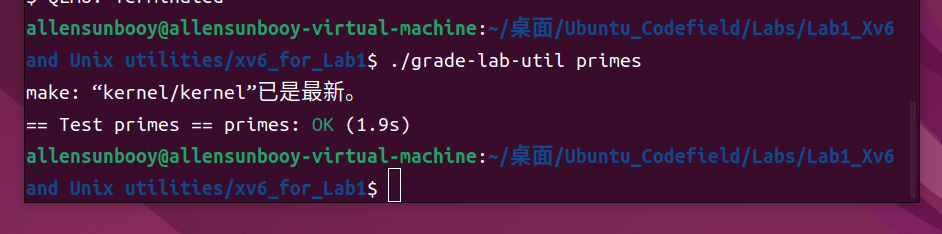 allensunbooy@allensunbooy-virtual-machine:~/桌面/Ubuntu_Codefield/Labs/Lab1_Xv6
and Unix utilities/xv6_for_Lab1$ ./grade-lab-util primes
make: “kernel/kernel”已是最新。
== Test primes == primes: OK (1.9s)
allensunbooy@allensunbooy-virtual-machine:~/桌面/Ubuntu_Codefield/Labs/Lab1_Xv6
and Unix utilities/xv6_for_Lab1$